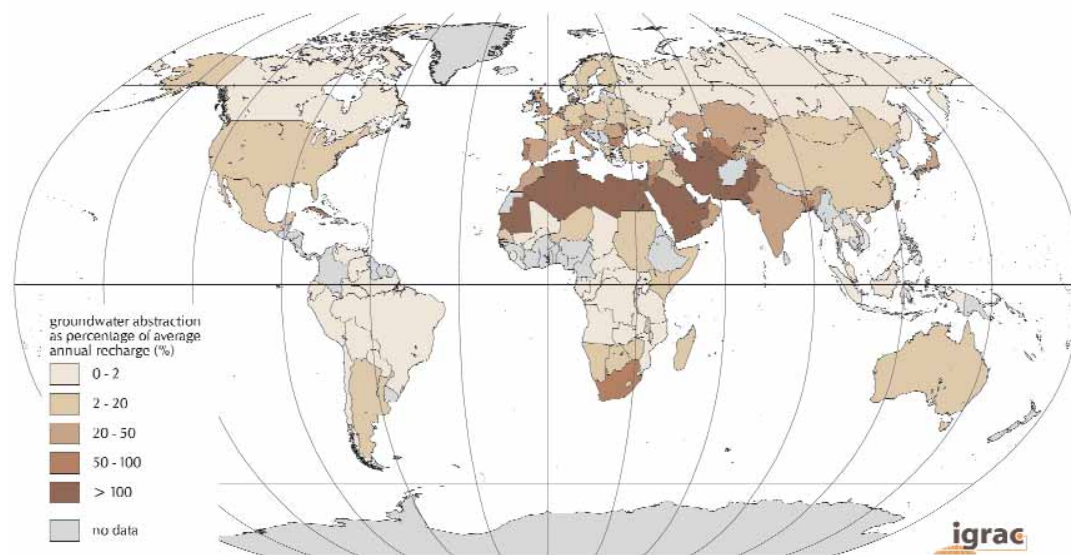 groundwater abstraction
as percentage of average
annual recharge (%)
0 - 2
2 - 20
20 - 50
50 - 100
> 100
no data
igrac